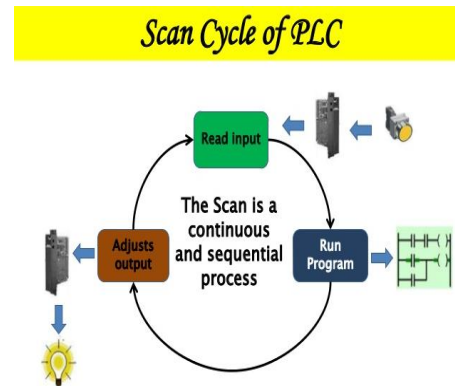 Scan Cycle of PLC
Read input
The Scan is a
continuous
and sequential
process
Adjusts
output
Run
Program